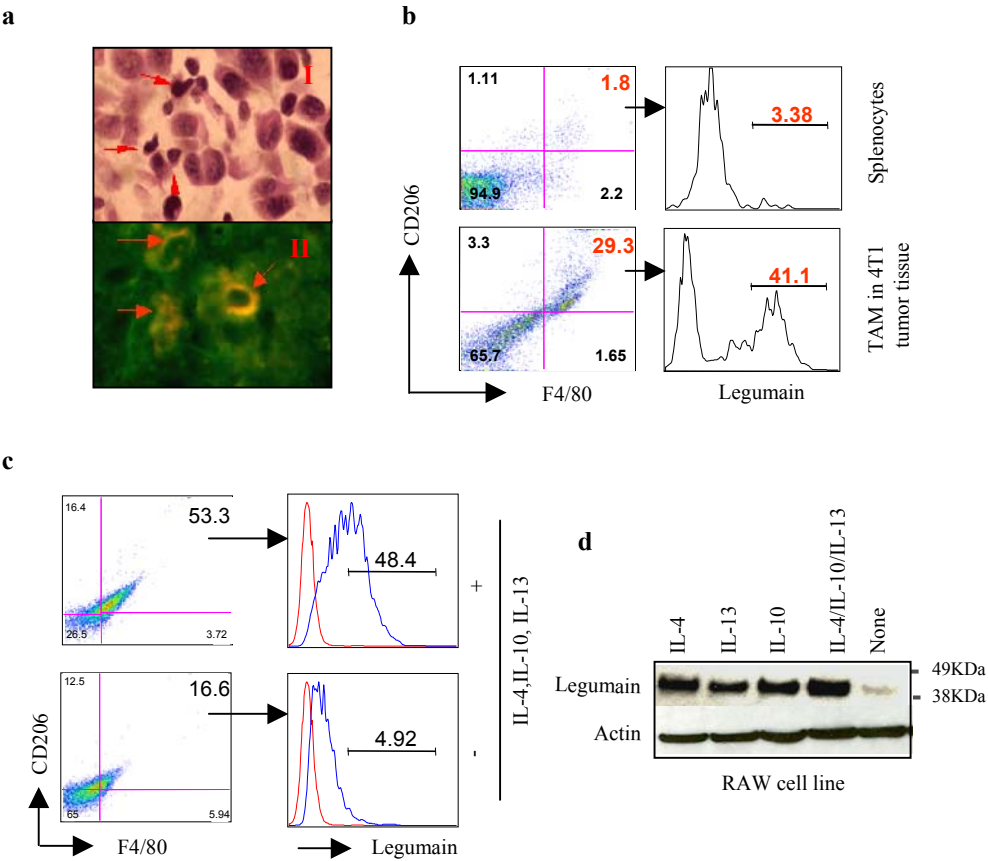 a
I
II
b
1.11
1.8
94.9
2.2
3.38
Splenocytes
3.3
29.3
65.7
1.65
41.1
TAM in 4T1
tumor tissue
CD206
F4/80
Legumain
c
16.4
53.3
26.5
3.72
48.4
+
12.5
16.6
65
5.94
4.92
-
IL-4,IL-10, IL-13
CD206
F4/80
Legumain
d
IL-4
IL-13
IL-10
IL-4/IL-10/IL-13
None
Legumain
49KDa
38KDa
Actin
RAW cell line